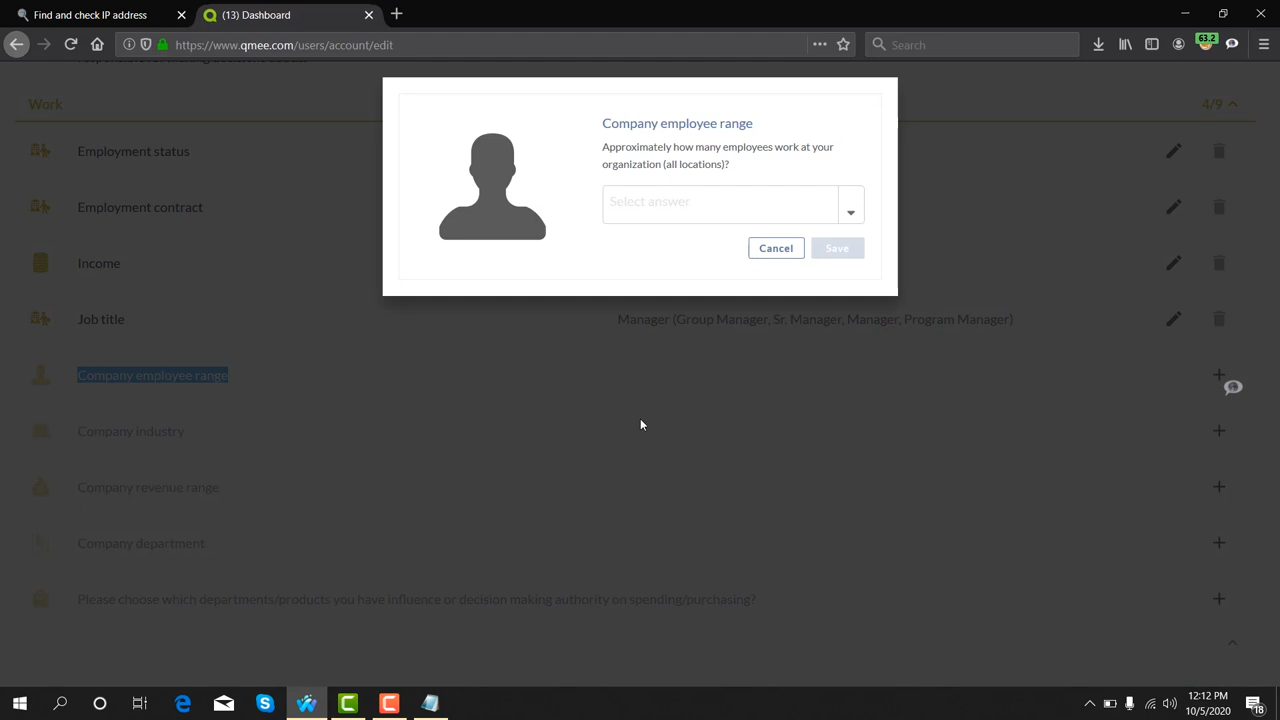 Find and check IP address
(13) Dashboard
https://www.qmee.com/users/account/edit
Search
63.2
Work
4/9
Company employee range
Approximately how many employees work at your
organization (all locations)?
Select answer
Cancel
Save
Employment status
Employment contract
Income
Job title
Manager (Group Manager, Sr. Manager, Manager, Program Manager)
Company employee range
Company industry
Company revenue range
Company department
Please choose which departments/products you have influence or decision making authority on spending/purchasing?
12:12 PM
10/5/2020
18